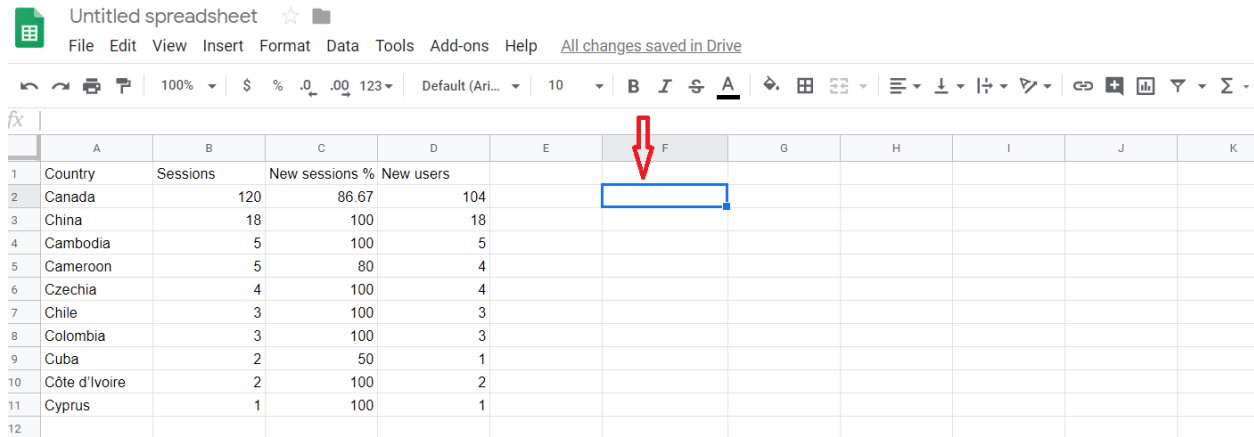 Untitled spreadsheet
File Edit View Insert Format Data Tools Add-ons Help All changes saved in Drive
100% $ % .0 .00 123 Default (Ari... 10 B I S A Σ
fx
A B C D E F G H I J K
1 Country Sessions New sessions % New users
2 Canada 120 86.67 104
3 China 18 100 18
4 Cambodia 5 100 5
5 Cameroon 5 80 4
6 Czechia 4 100 4
7 Chile 3 100 3
8 Colombia 3 100 3
9 Cuba 2 50 1
10 Côte d'Ivoire 2 100 2
11 Cyprus 1 100 1
12